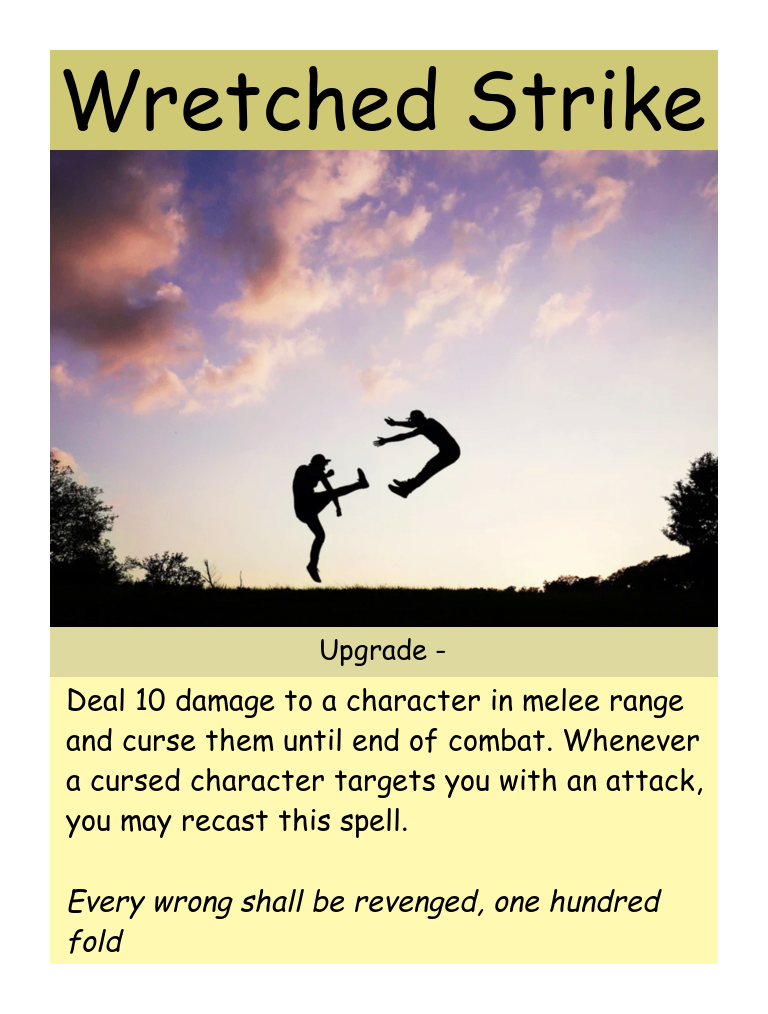 Wretched Strike
Upgrade -
Deal 10 damage to a character in melee range
and curse them until end of combat. Whenever
a cursed character targets you with an attack,
you may recast this spell.
Every wrong shall be revenged, one hundred
fold